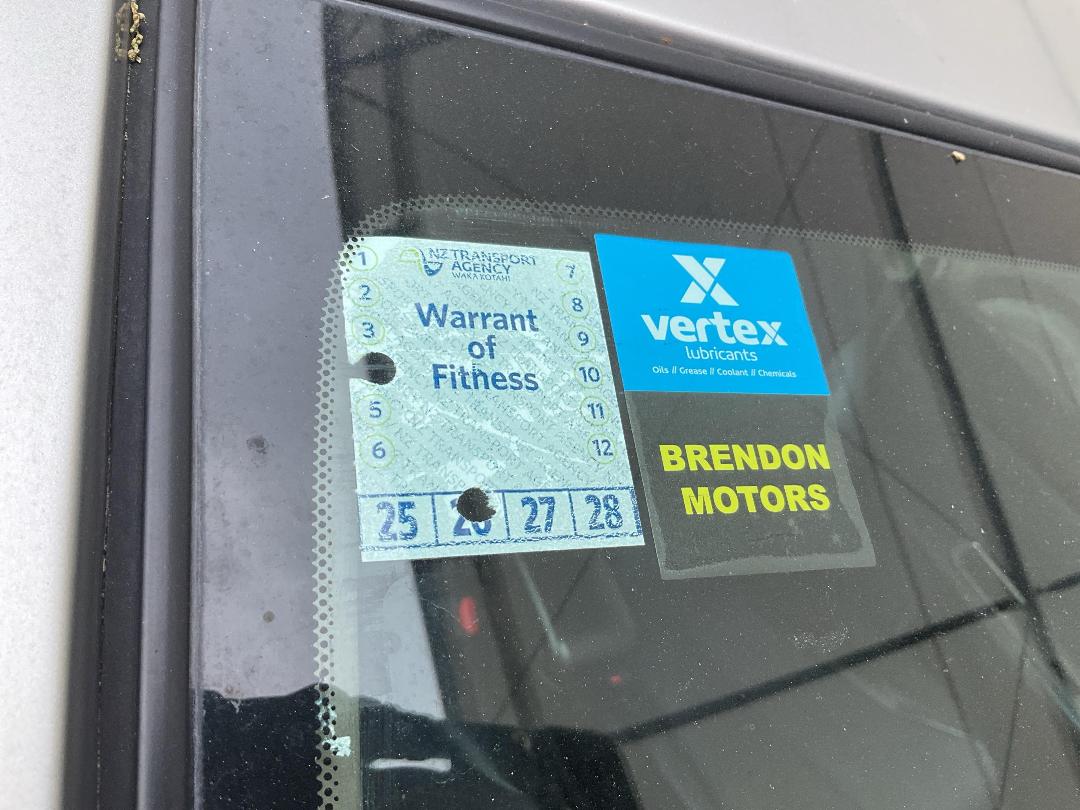 NZ TRANSPORT
AGENCY
WAKA KOTAHI
Warrant
of
Fitness
1
2
3
5
6
7
8
9
10
11
12
25 26 27 28
vertex
lubricants
Oils // Grease // Coolant // Chemicals
BRENDON
MOTORS